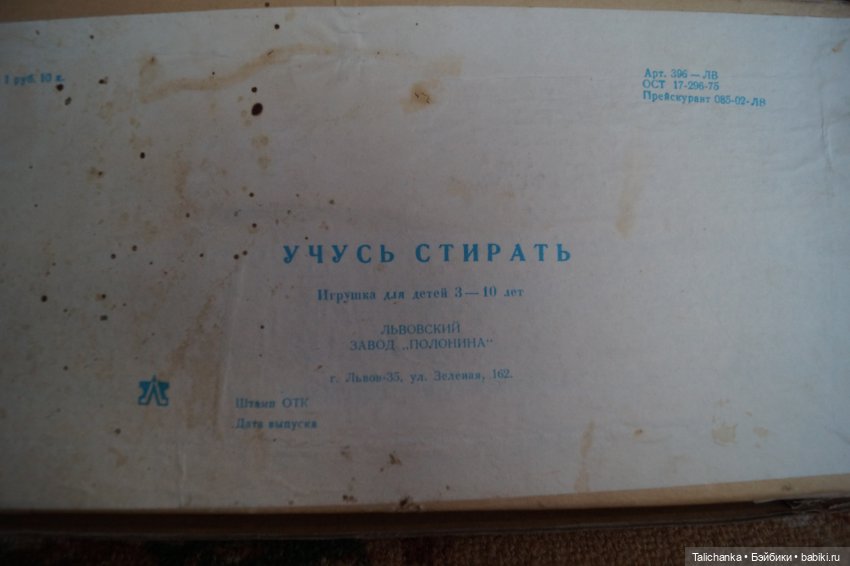 1 руб. 10 к.
Арт. 396 — ЛВ
ОСТ 17-296-75
Прейскурант 085-02-ЛВ
УЧУСЬ СТИРАТЬ
Игрушка для детей 3 — 10 лет
ЛЬВОВСКИЙ
ЗАВОД „ПОЛОНИНА"
г. Львов-35, ул. Зеленая, 162.
Штамп ОТК
Дата выпуска
Talichanka • Бэйбики • babiki.ru